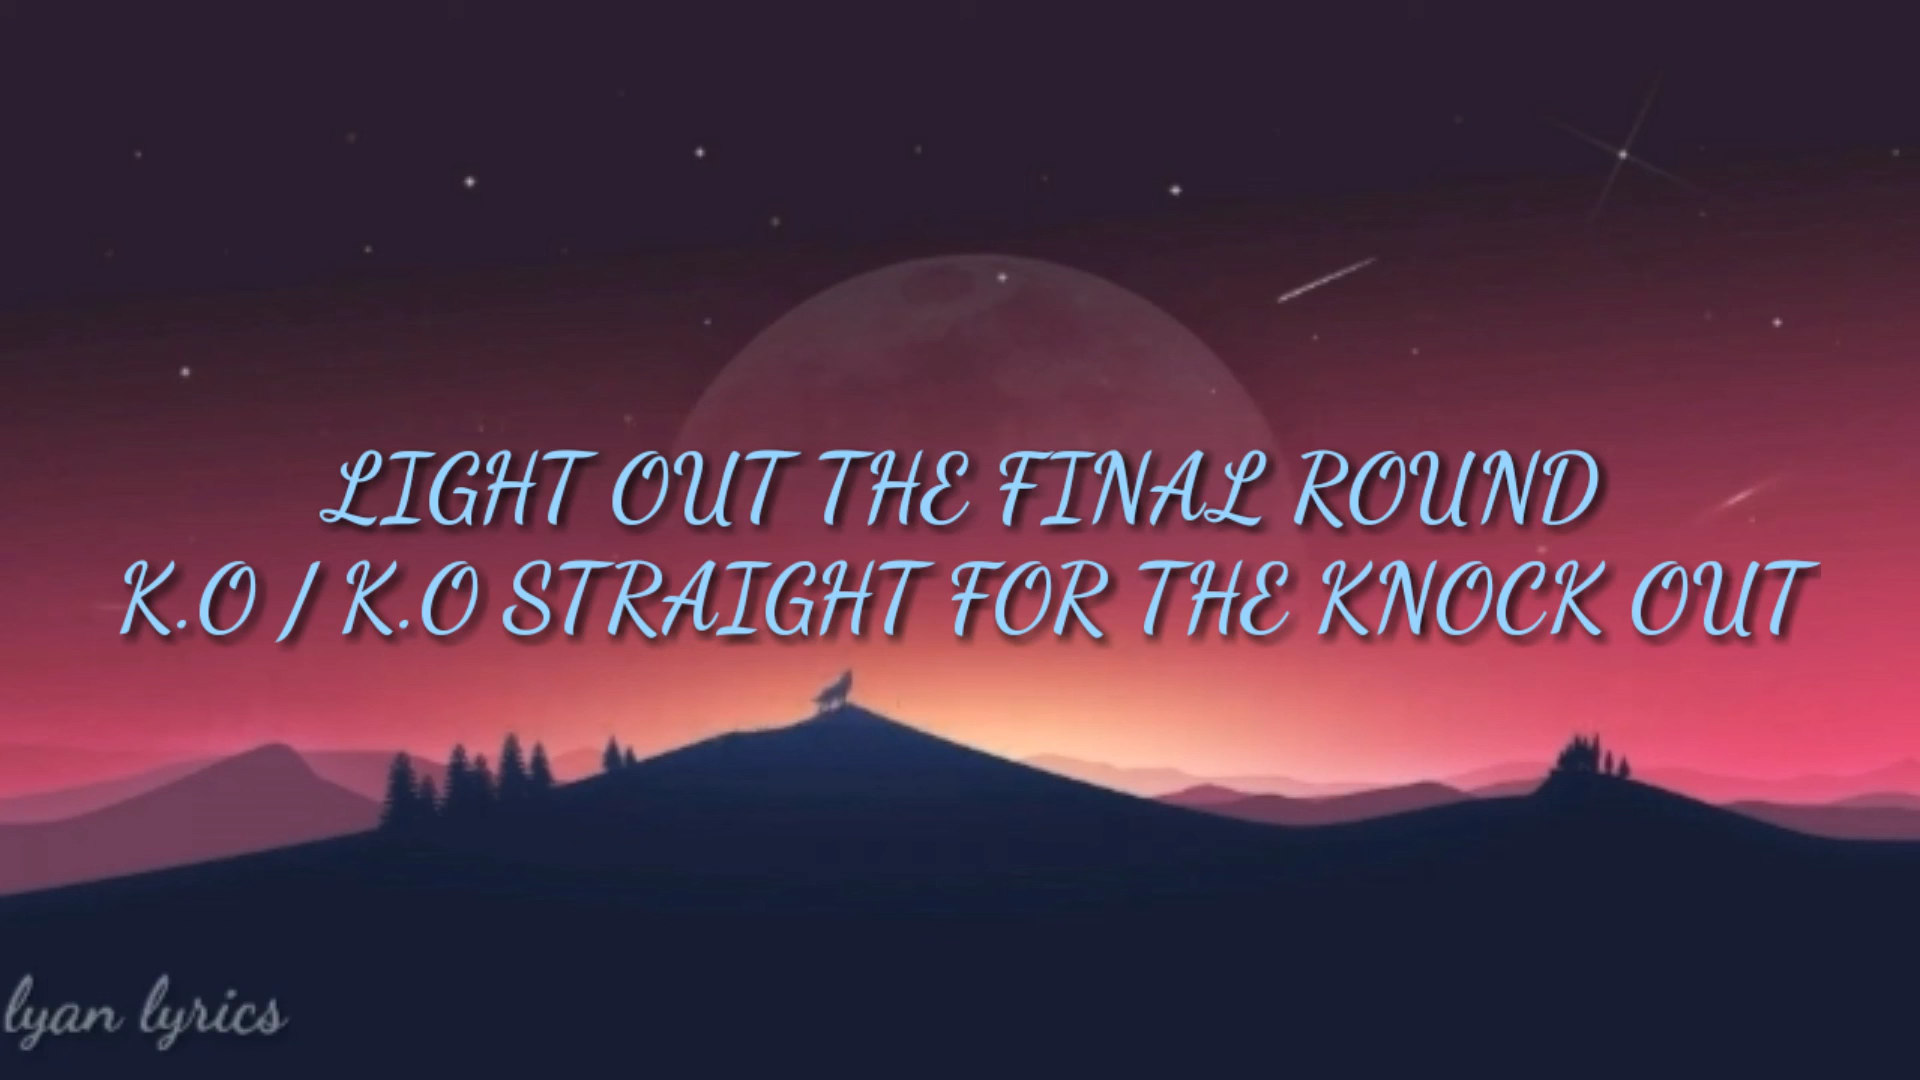 LIGHT OUT THE FINAL ROUND
K.O / K.O STRAIGHT FOR THE KNOCK OUT
lyan lyrics